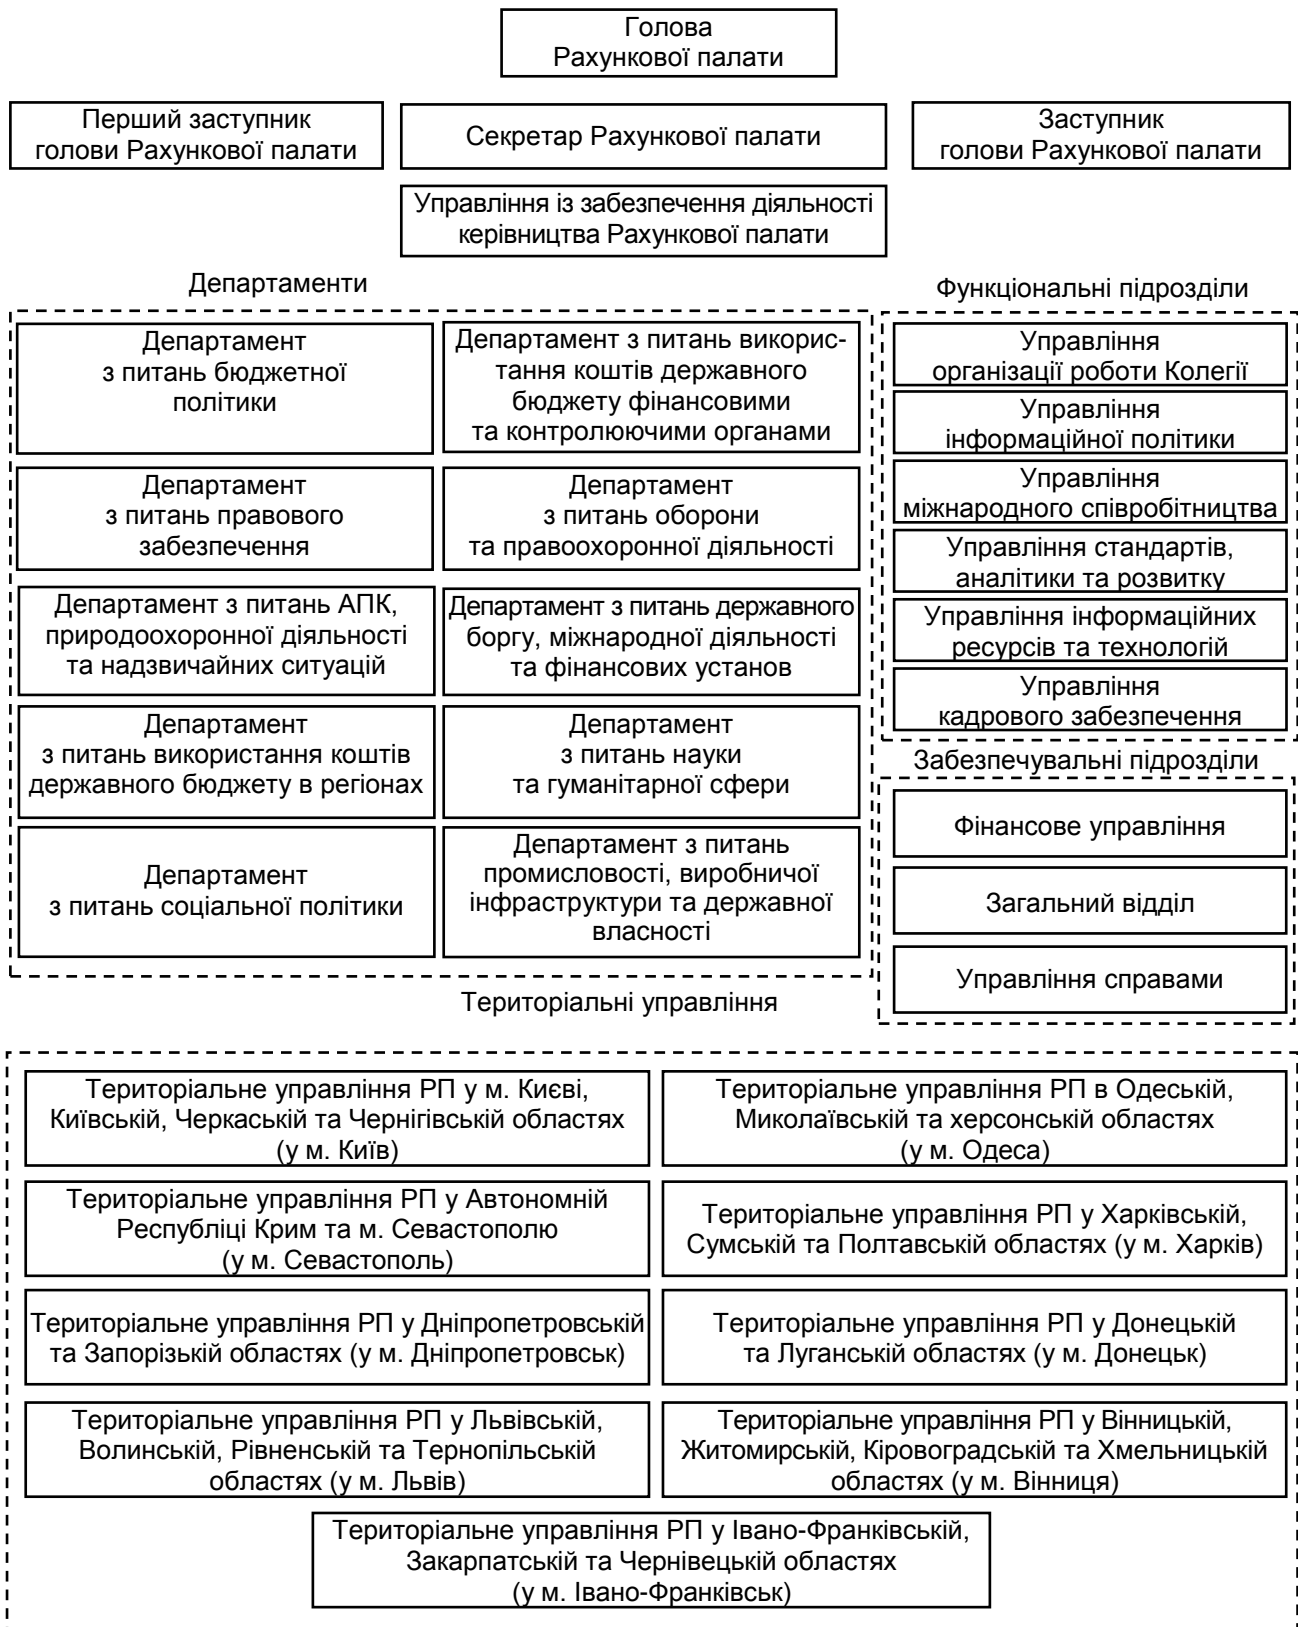 Голова
Рахункової палати
Перший заступник
голови Рахункової палати
Секретар Рахункової палати
Заступник
голови Рахункової палати
Управління із забезпечення діяльності
керівництва Рахункової палати
Департаменти
Департамент
з питань бюджетної
політики
Департамент з питань викорис-
тання коштів державного
бюджету фінансовими
та контролюючими органами
Департамент
з питань правового
забезпечення
Департамент
з питань оборони
та правоохоронної діяльності
Департамент з питань АПК,
природоохоронної діяльності
та надзвичайних ситуацій
Департамент з питань державного
боргу, міжнародної діяльності
та фінансових установ
Департамент
з питань використання коштів
державного бюджету в регіонах
Департамент
з питань науки
та гуманітарної сфери
Департамент
з питань соціальної політики
Департамент з питань
промисловості, виробничої
інфраструктури та державної
власності
Функціональні підрозділи
Управління
організації роботи Колегії
Управління
інформаційної політики
Управління
міжнародного співробітництва
Управління стандартів,
аналітики та розвитку
Управління інформаційних
ресурсів та технологій
Управління
кадрового забезпечення
Забезпечувальні підрозділи
Фінансове управління
Загальний відділ
Управління справами
Територіальні управління
Територіальне управління РП у м. Києві,
Київській, Черкаській та Чернігівській областях
(у м. Київ)
Територіальне управління РП в Одеській,
Миколаївській та херсонській областях
(у м. Одеса)
Територіальне управління РП у Автономній
Республіці Крим та м. Севастополю
(у м. Севастополь)
Територіальне управління РП у Харківській,
Сумській та Полтавській областях (у м. Харків)
Територіальне управління РП у Дніпропетровській
та Запорізькій областях (у м. Дніпропетровськ)
Територіальне управління РП у Донецькій
та Луганській областях (у м. Донецьк)
Територіальне управління РП у Львівській,
Волинській, Рівненській та Тернопільській
областях (у м. Львів)
Територіальне управління РП у Вінницькій,
Житомирській, Кіровоградській та Хмельницькій
областях (у м. Вінниця)
Територіальне управління РП у Івано-Франківській,
Закарпатській та Чернівецькій областях
(у м. Івано-Франківськ)